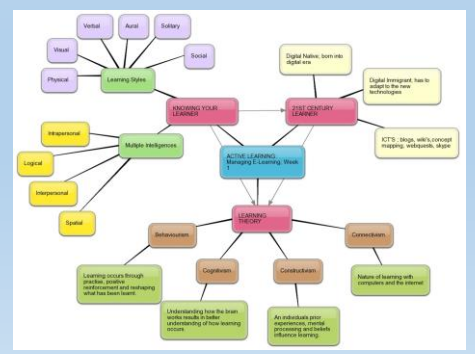 Verbal
Aural
Solitary
Visual
Social
Physical
Learning Styles
Digital Native, born into
digital era
Digital Immigrant: has to
adapt to the new
technologies
KNOWING YOUR
LEARNER
21ST CENTURY
LEARNER
Intrapersonal
ICT'S : blogs, wiki's,concept
mapping, webquests, skype
Multiple Intelligences
Logical
ACTIVE LEARNING:
Managing E-Learning, Week
1
Interpersonal
Spatial
LEARNING
THEORY
Behaviourism
Connectivism
Cognitivism
Constructivism
Learning occurs through
practise, positive
reinforcement and reshaping
what has been learnt.
Nature of learning with
computers and the internet
Understanding how the brain
works results in better
understanding of how learning
occurs.
An individuals prior
experiences, mental
processing and beliefs
influence learning.